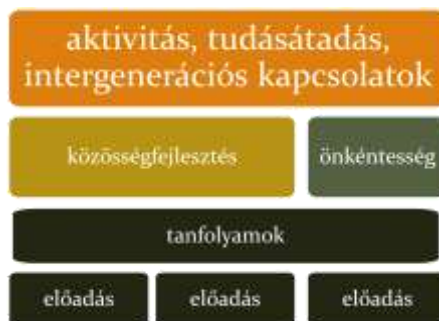 aktivitás, tudásátadás,
intergenerációs kapcsolatok
közösségfejlesztés
önkéntesség
tanfolyamok
előadás
előadás
előadás